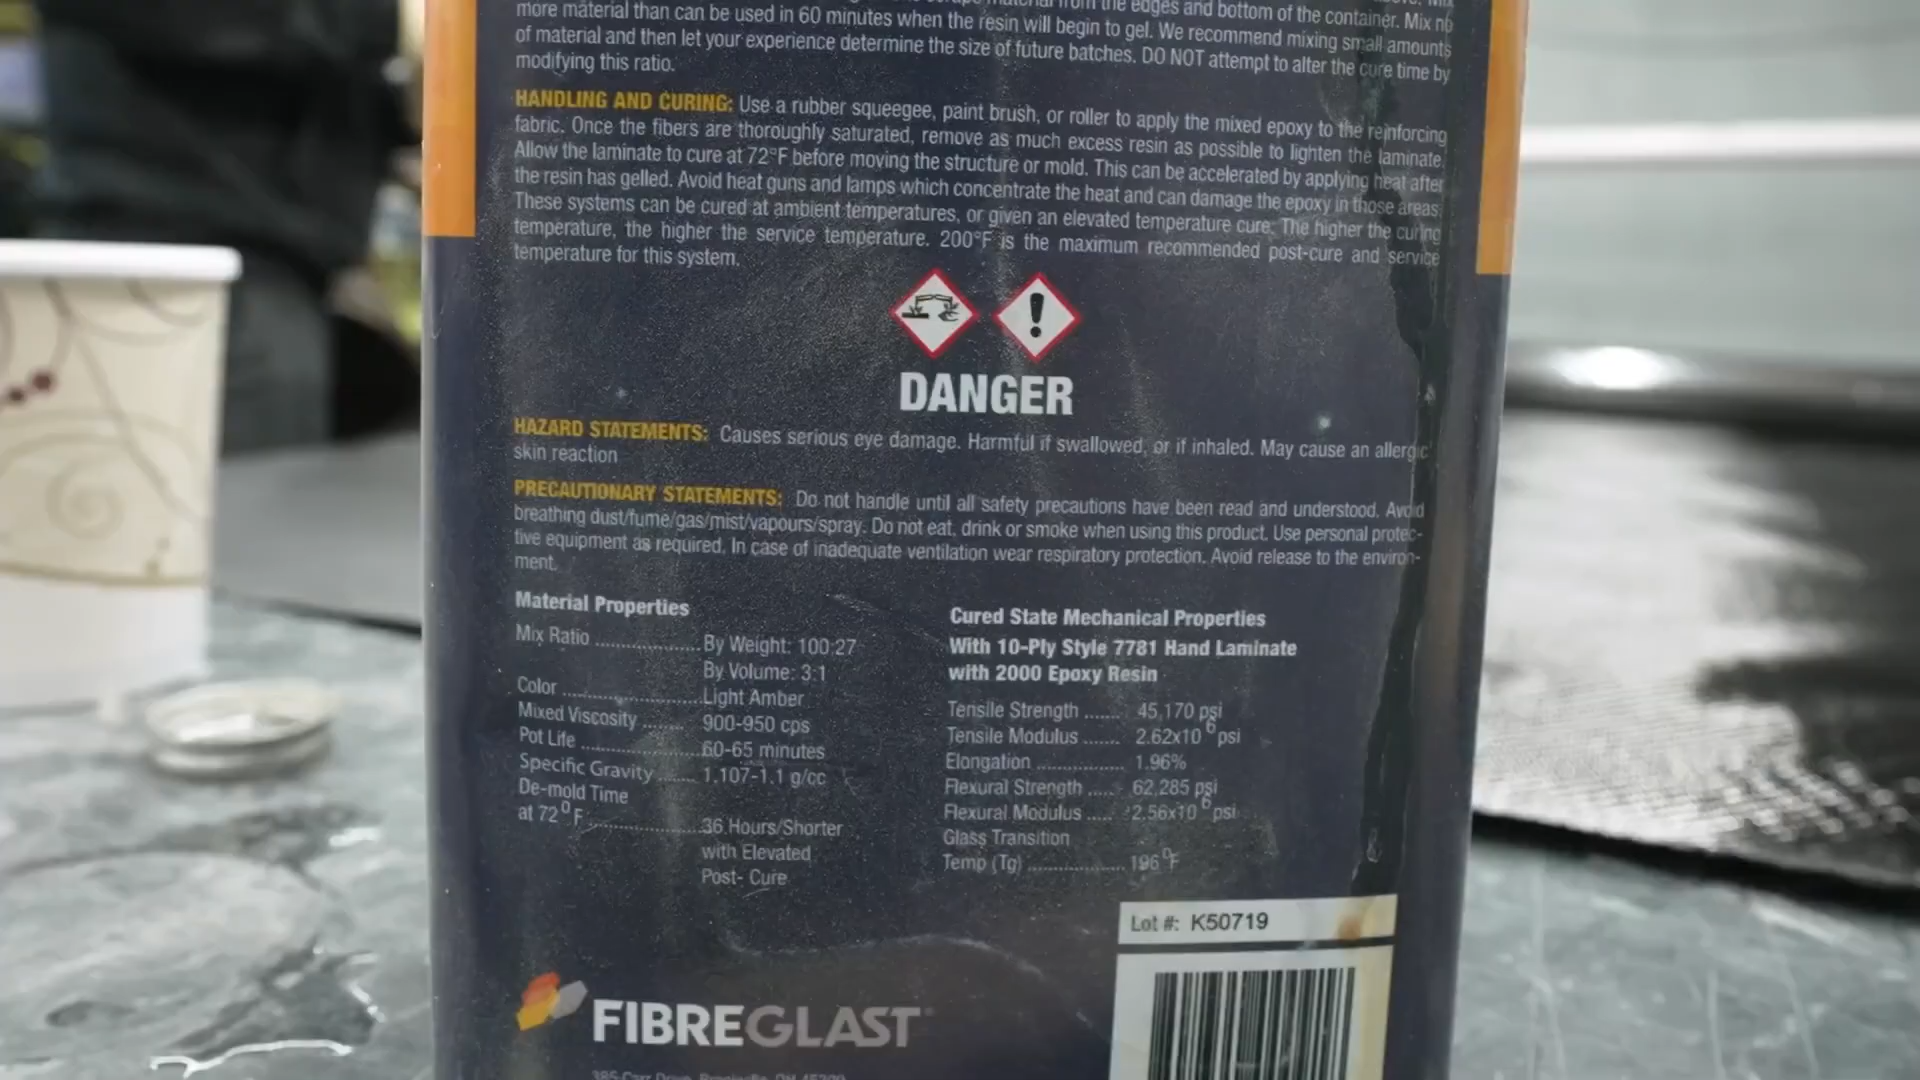 material from the edges and bottom of the container. Mix no
more material than can be used in 60 minutes when the resin will begin to gel. We recommend mixing small amounts
of material and then let your experience determine the size of future batches. DO NOT attempt to alter the cure time by
modifying this ratio.
HANDLING AND CURING: Use a rubber squeegee, paint brush, or roller to apply the mixed epoxy to the reinforcing
fabric. Once the fibers are thoroughly saturated, remove as much excess resin as possible to lighten the laminate.
Allow the laminate to cure at 72°F before moving the structure or mold. This can be accelerated by applying heat after
the resin has gelled. Avoid heat guns and lamps which concentrate the heat and can damage the epoxy in those areas.
These systems can be cured at ambient temperatures, or given an elevated temperature cure. The higher the curing
temperature, the higher the service temperature. 200°F is the maximum recommended post-cure and service
temperature for this system.
DANGER
HAZARD STATEMENTS: Causes serious eye damage. Harmful if swallowed, or if inhaled. May cause an allergic
skin reaction
PRECAUTIONARY STATEMENTS: Do not handle until all safety precautions have been read and understood. Avoid
breathing dust/fume/gas/mist/vapours/spray. Do not eat, drink or smoke when using this product. Use personal protec-
tive equipment as required. In case of inadequate ventilation wear respiratory protection. Avoid release to the environ-
ment.
Material Properties
Mix Ratio .................... By Weight: 100:27
By Volume: 3:1
Color ........................... Light Amber
Mixed Viscosity ........ 900-950 cps
Pot Life ....................... 60-65 minutes
Specific Gravity ....... 1.107-1.1 g/cc
De-mold Time
at 72°F ....................... 36 Hours/Shorter
with Elevated
Post- Cure
Cured State Mechanical Properties
With 10-Ply Style 7781 Hand Laminate
with 2000 Epoxy Resin
Tensile Strength ....... 45,170 psi
Tensile Modulus ....... 2.62x10⁶ psi
Elongation ................. 1.96%
Flexural Strength ..... 62,285 psi
Flexural Modulus ..... 2.56x10⁶ psi
Glass Transition
Temp (Tg) ................... 196°F
Lot #: K50719
FIBREGLAST